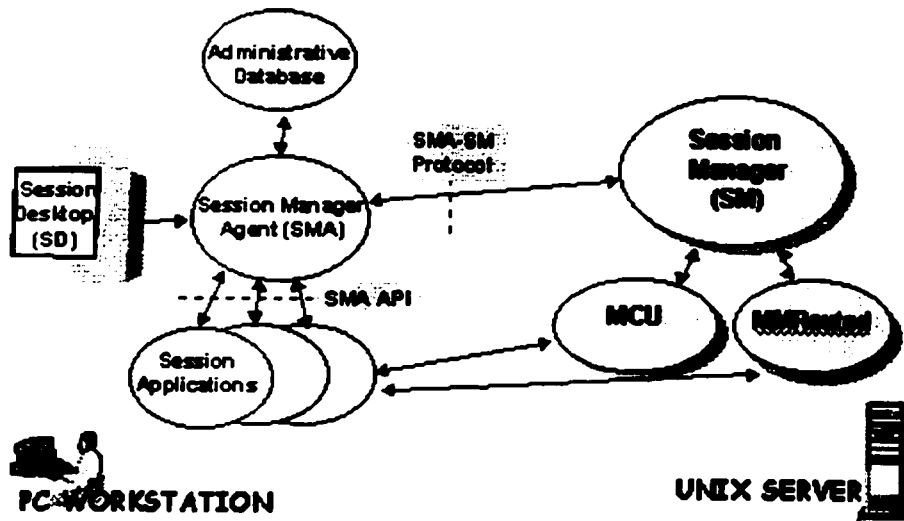 Administrative
Database
SMA-SM
Protocol
Session
Manager
(SM)
Session
Desktop
(SD)
Session Manager
Agent (SMA)
SMA API
MCU
MMRouted
Session
Applications
PC WORKSTATION
UNIX SERVER